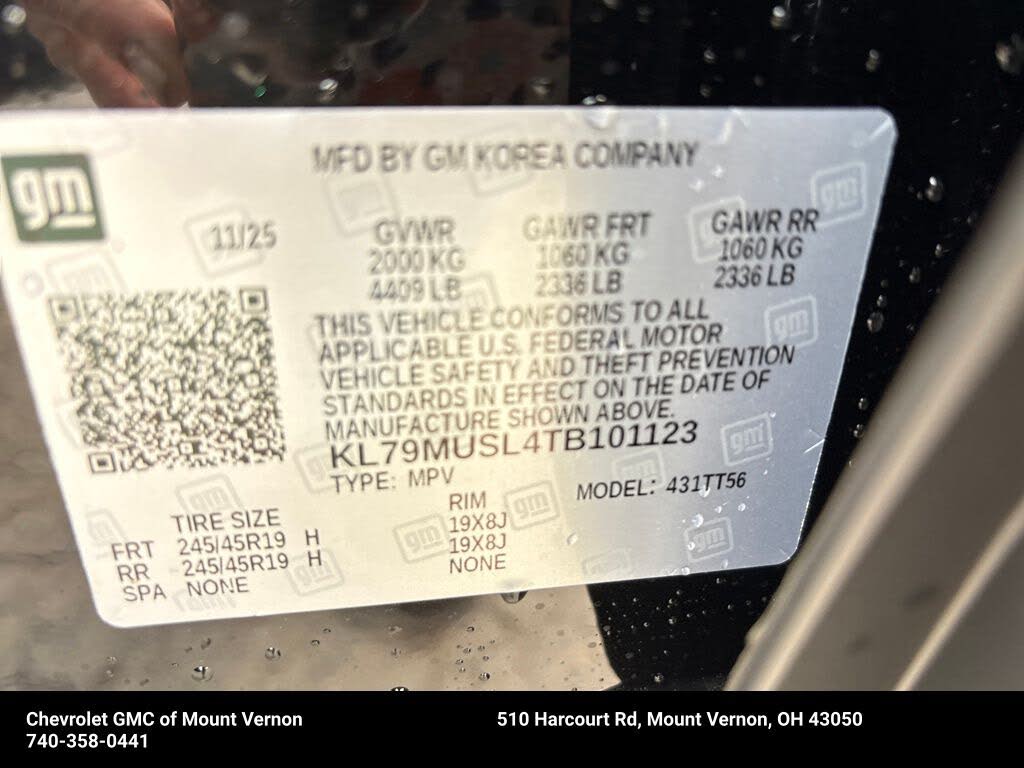 MFD BY GM KOREA COMPANY
gm
11/25
GVWR GAWR FRT GAWR RR
2000 KG 1060 KG 1060 KG
4409 LB 2336 LB 2336 LB
THIS VEHICLE CONFORMS TO ALL
APPLICABLE U.S. FEDERAL MOTOR
VEHICLE SAFETY AND THEFT PREVENTION
STANDARDS IN EFFECT ON THE DATE OF
MANUFACTURE SHOWN ABOVE.
KL79MUSL4TB101123
TYPE: MPV MODEL: 431TT56
TIRE SIZE RIM
FRT 245/45R19 H 19X8J
RR 245/45R19 H 19X8J
SPA NONE NONE
Chevrolet GMC of Mount Vernon 510 Harcourt Rd, Mount Vernon, OH 43050
740-358-0441